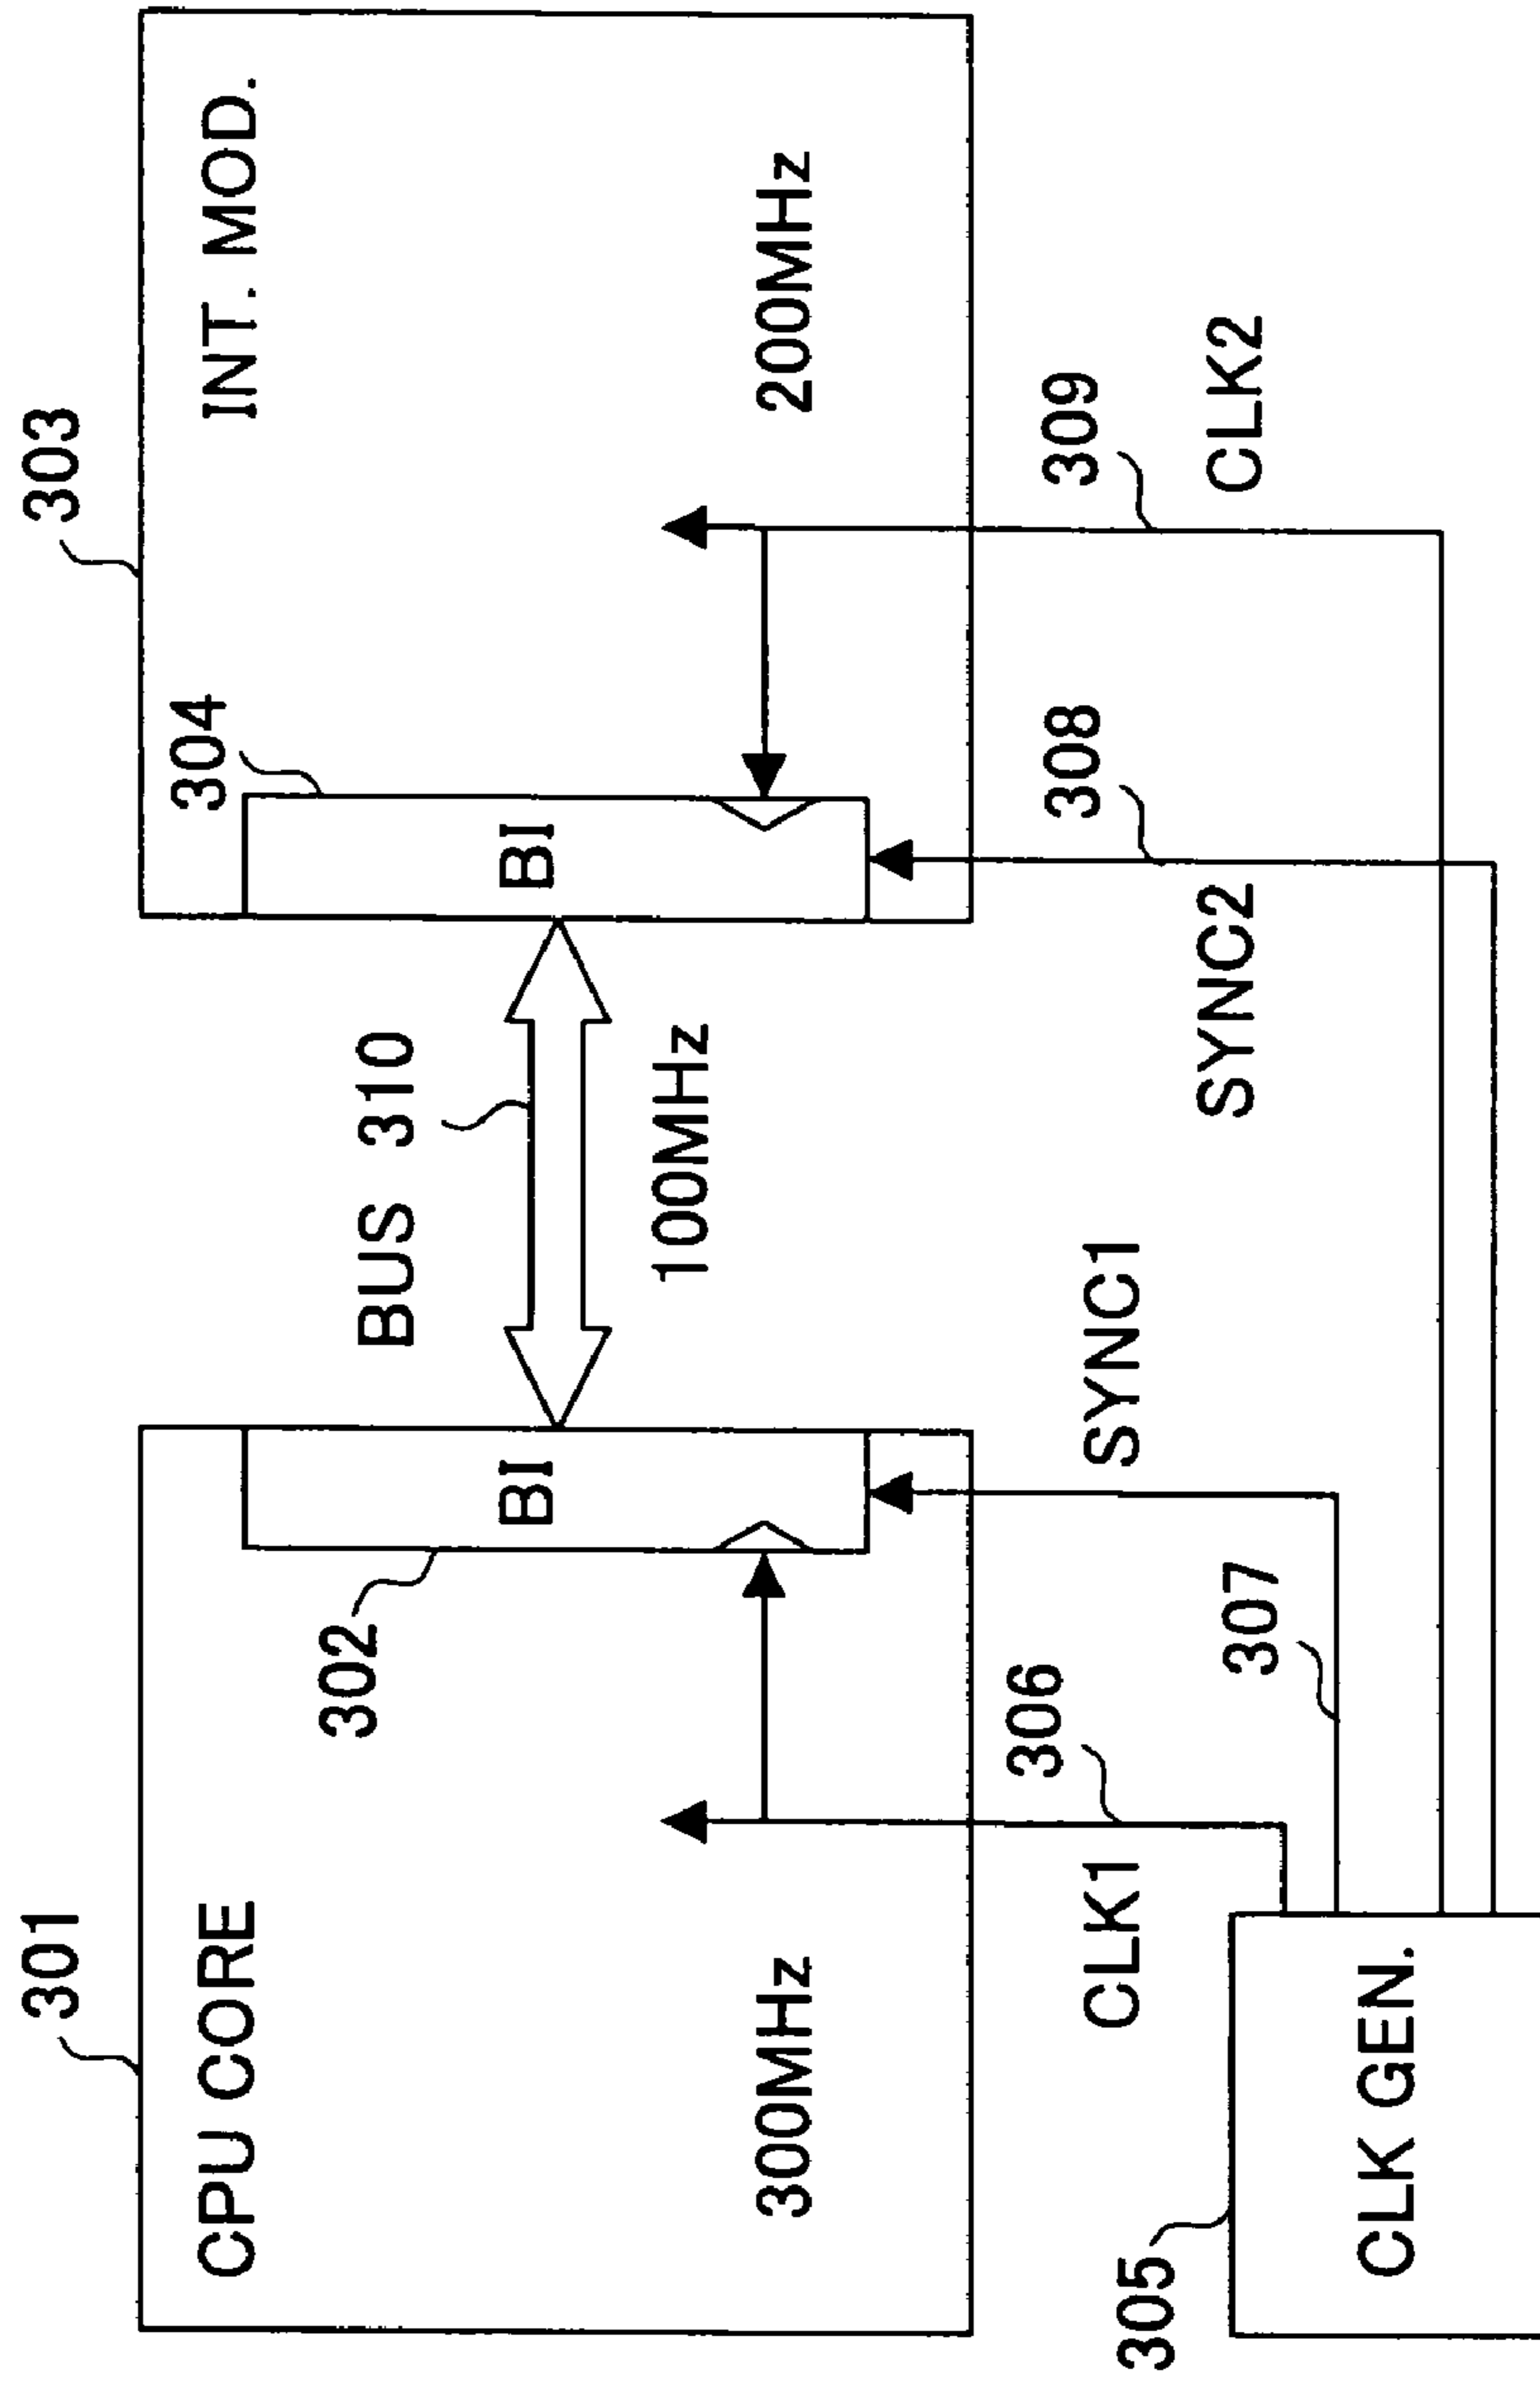 301
303
CPU CORE
INT. MOD.
304
302
BUS 310
BI
BI
100MHz
300MHz
200MHz
306
308
309
CLK1
SYNC1
307
SYNC2
CLK2
305
CLK GEN.